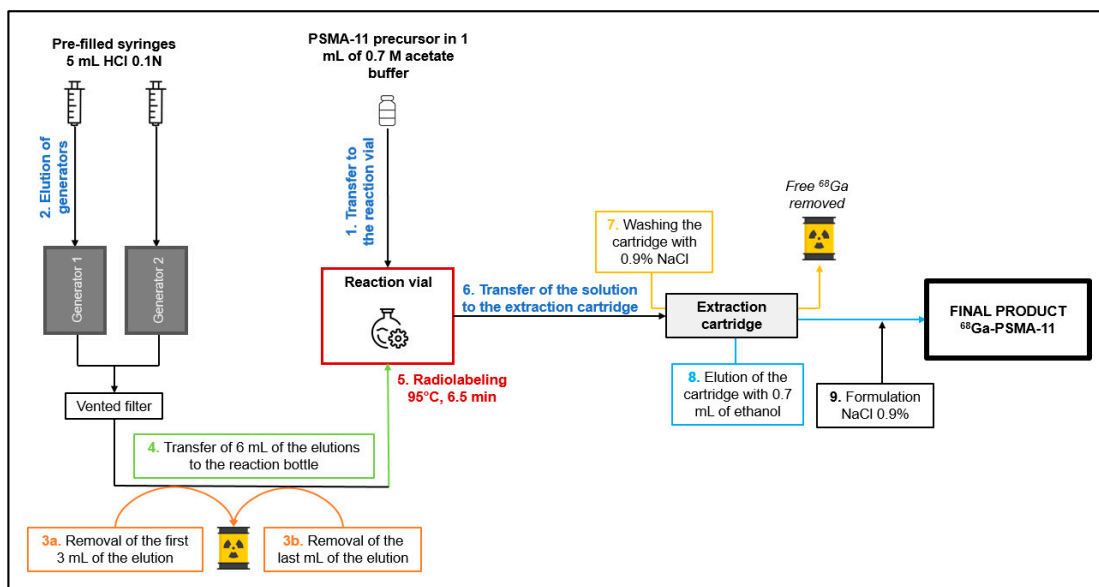 Pre-filled syringes
5 mL HCl 0.1N
PSMA-11 precursor in 1
mL of 0.7 M acetate
buffer
2. Elution of
generators
1. Transfer to
the reaction vial
Generator 1
Generator 2
Vented filter
Reaction vial
5. Radiolabeling
95°C, 6.5 min
4. Transfer of 6 mL of the elutions
to the reaction bottle
3a. Removal of the first
3 mL of the elution
3b. Removal of the
last mL of the elution
6. Transfer of the solution
to the extraction cartridge
7. Washing the
cartridge with
0.9% NaCl
Free ⁶⁸Ga
removed
Extraction
cartridge
8. Elution of the
cartridge with 0.7
mL of ethanol
9. Formulation
NaCl 0.9%
FINAL PRODUCT
⁶⁸Ga-PSMA-11